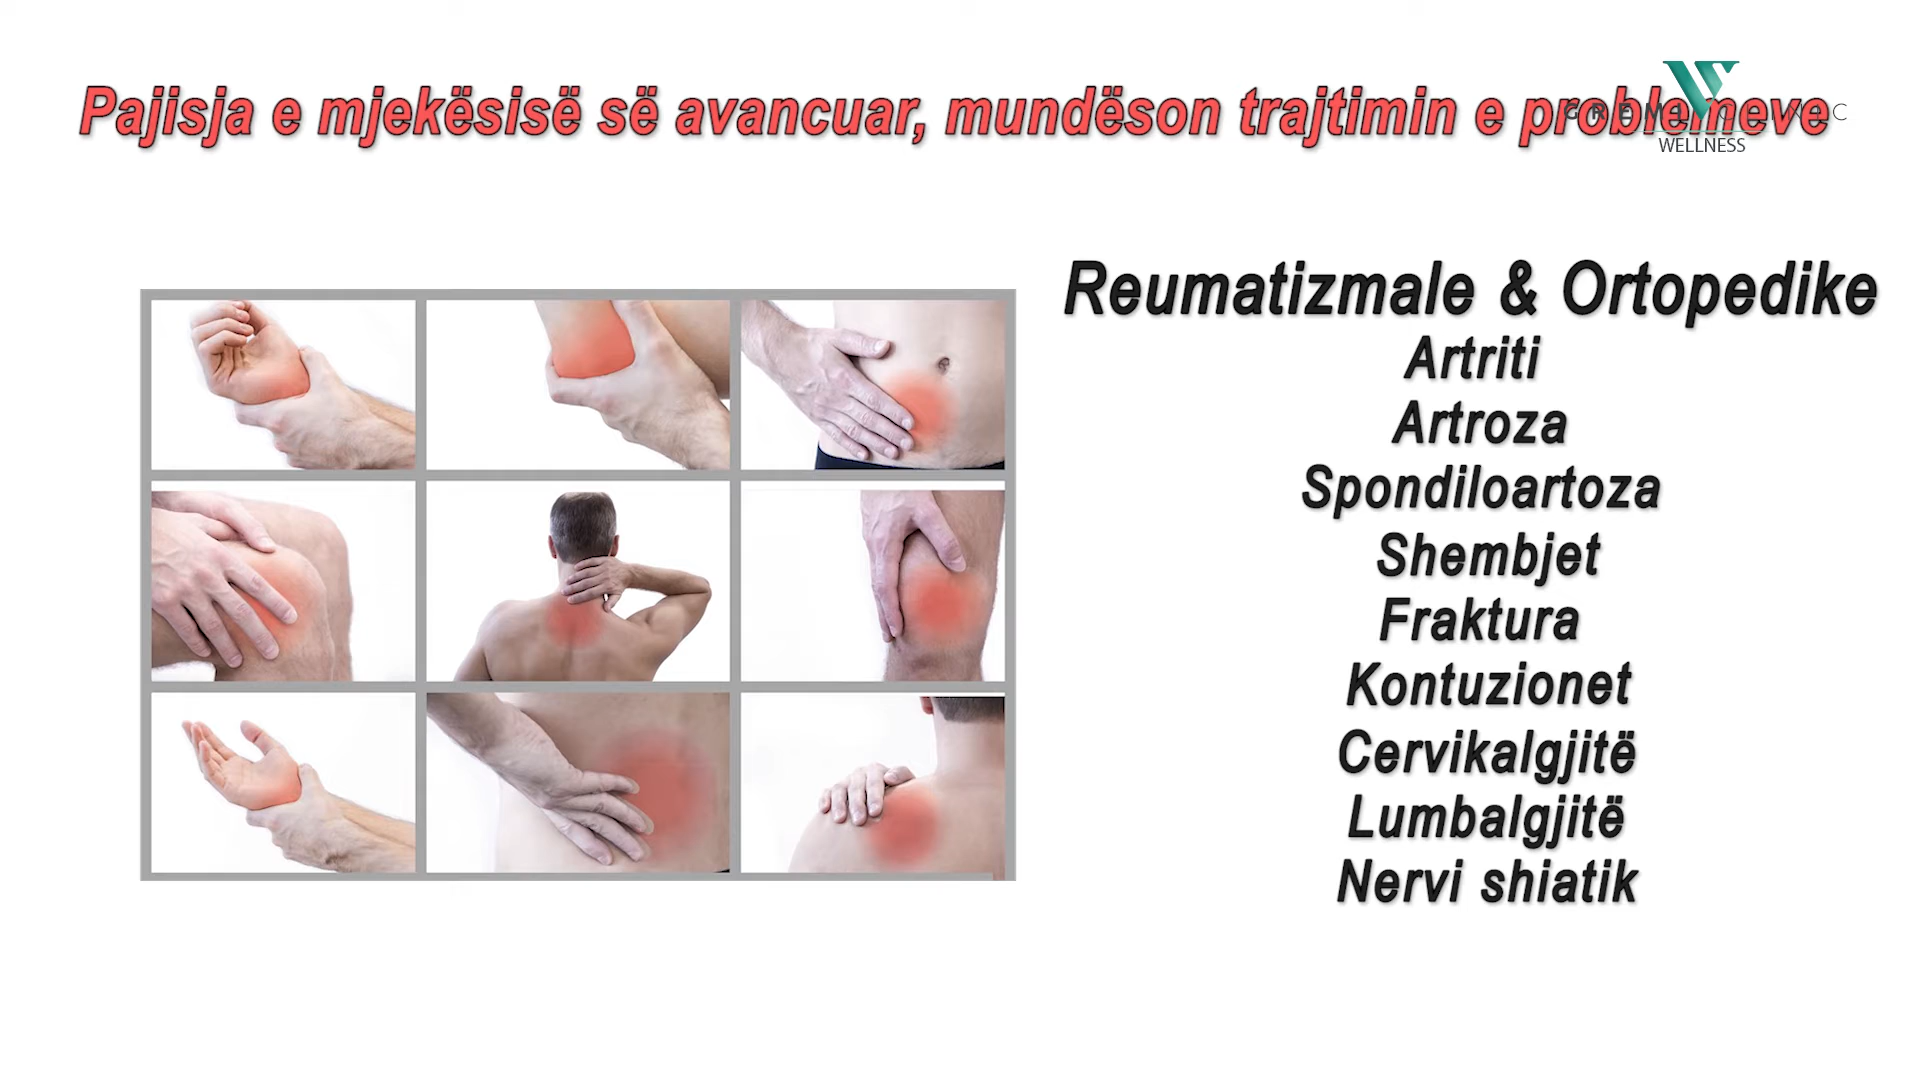 Pajisja e mjekësisë së avancuar, mundëson trajtimin e problemeve
WELLNESS
Reumatizmale & Ortopedike
Artriti
Artroza
Spondiloartoza
Shembjet
Fraktura
Kontuzionet
Cervikalgjitë
Lumbalgjitë
Nervi shiatik